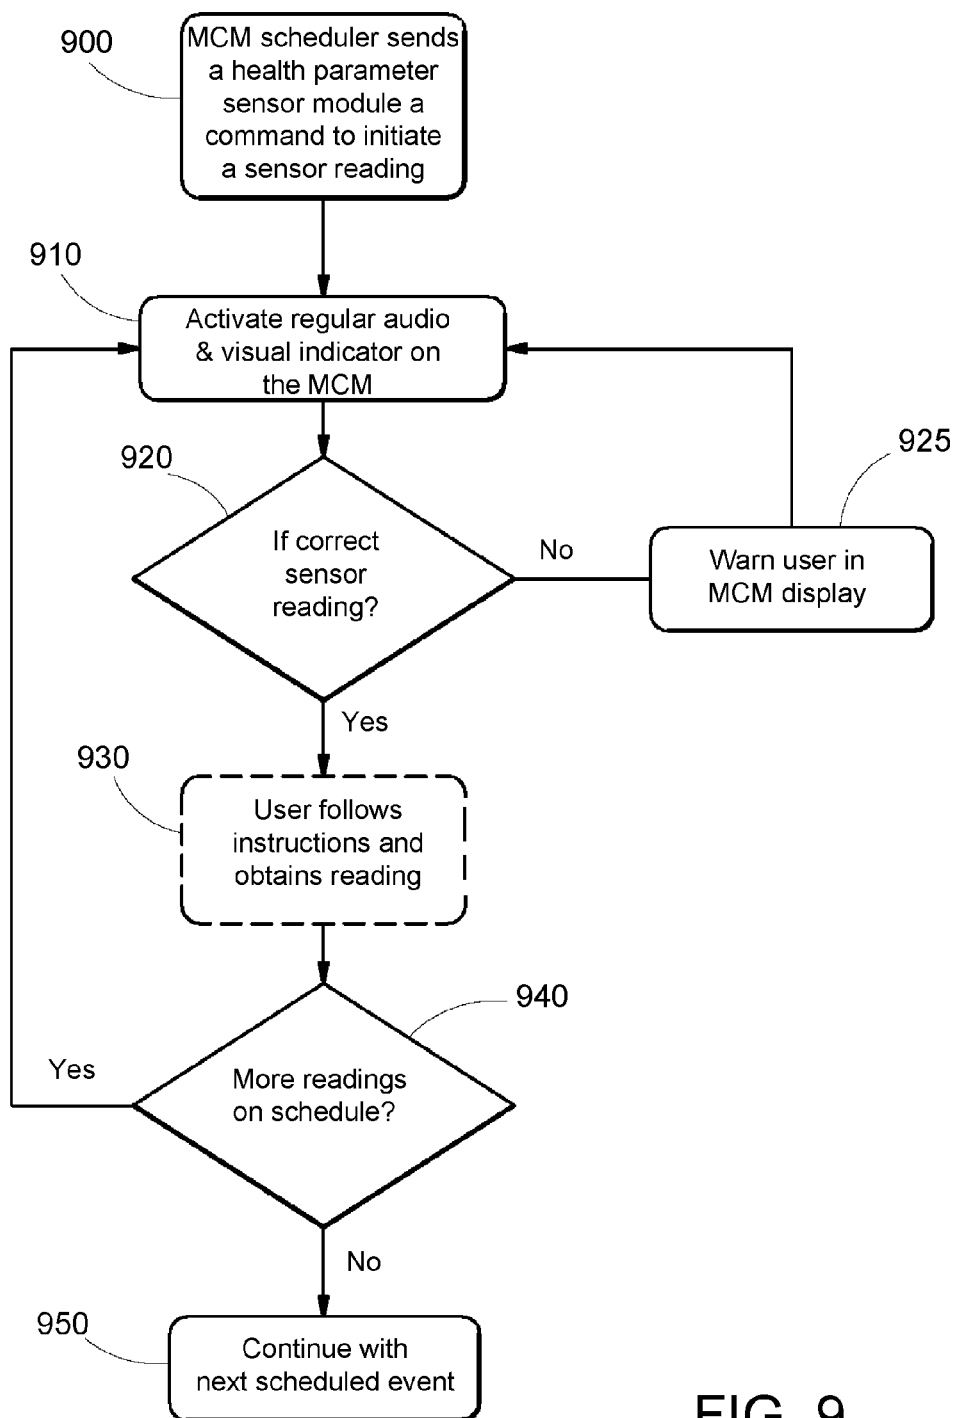 900
MCM scheduler sends
a health parameter
sensor module a
command to initiate
a sensor reading
910
Activate regular audio
& visual indicator on
the MCM
920
If correct
sensor
reading?
No
925
Warn user in
MCM display
Yes
930
User follows
instructions and
obtains reading
940
More readings
on schedule?
Yes
No
950
Continue with
next scheduled event
FIG. 9